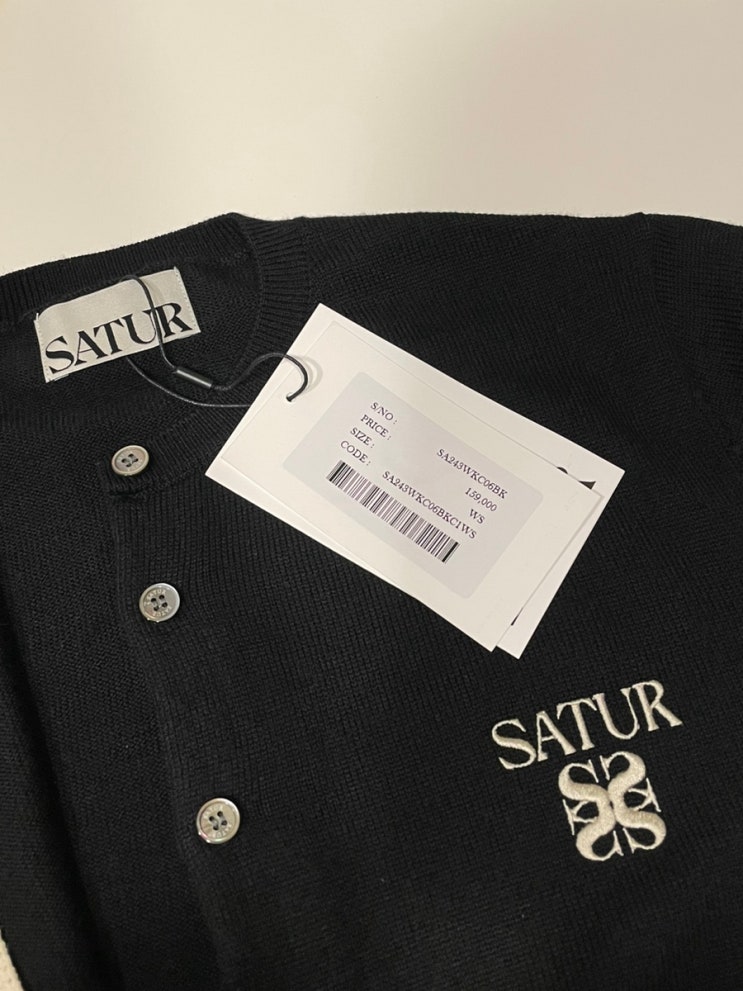 SATUR
S/NO : SA243WKC06BK
PRICE : 159,000
SIZE : WS
CODE : SA243WKC06BKC1WS
SATUR